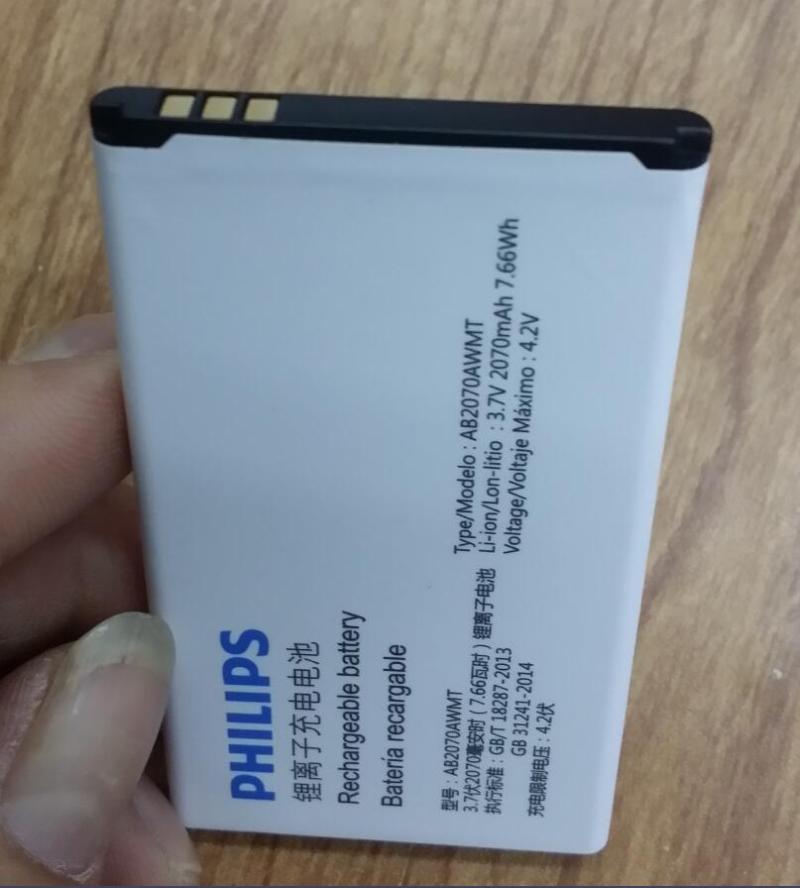 PHILIPS
锂离子充电电池
Rechargeable battery
Batería recargable
型号：AB2070AWMT
3.7伏2070毫安时（7.66瓦时）锂离子电池
执行标准：GB/T 18287-2013
GB 31241-2014
充电限制电压：4.2伏
Type/Modelo : AB2070AWMT
Li-ion/Lon-litio : 3.7V 2070mAh 7.66Wh
Voltage/Voltaje Máximo : 4.2V